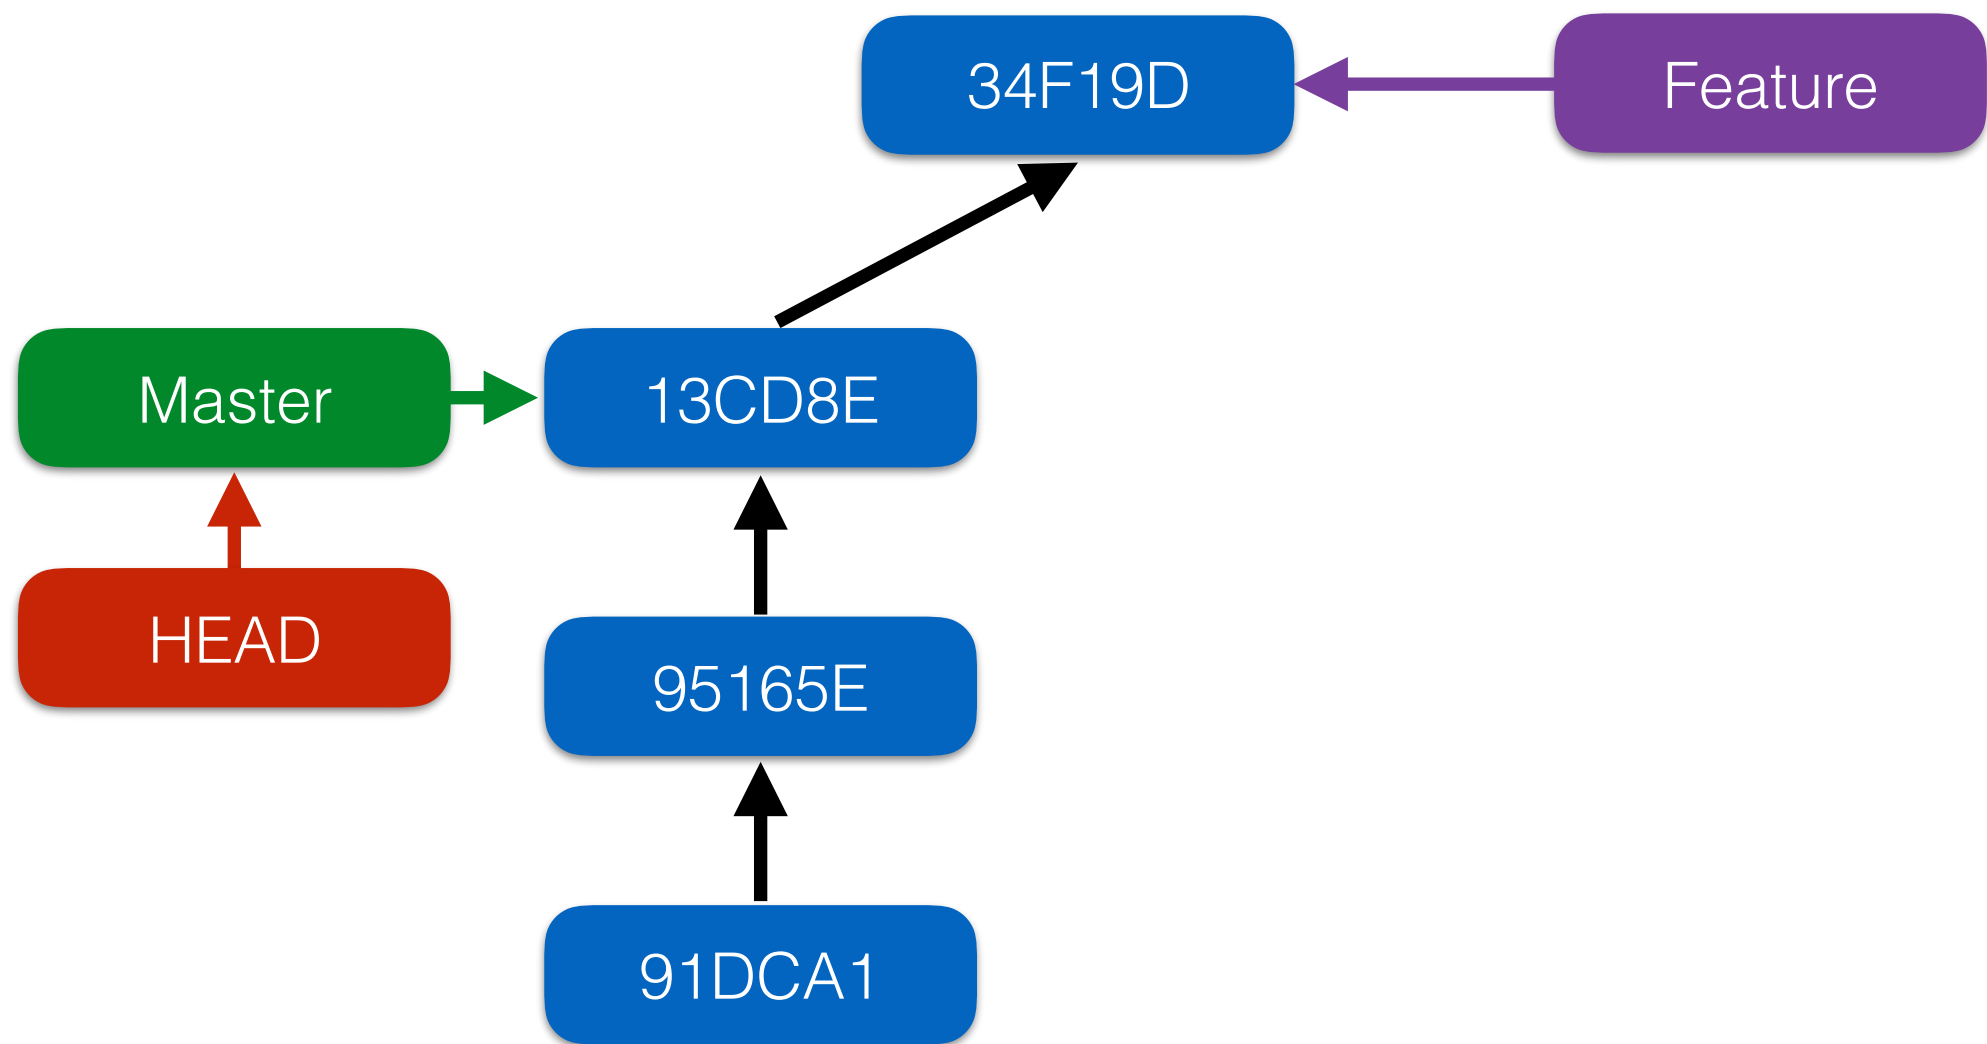 34F19D
Feature
Master
13CD8E
HEAD
95165E
91DCA1